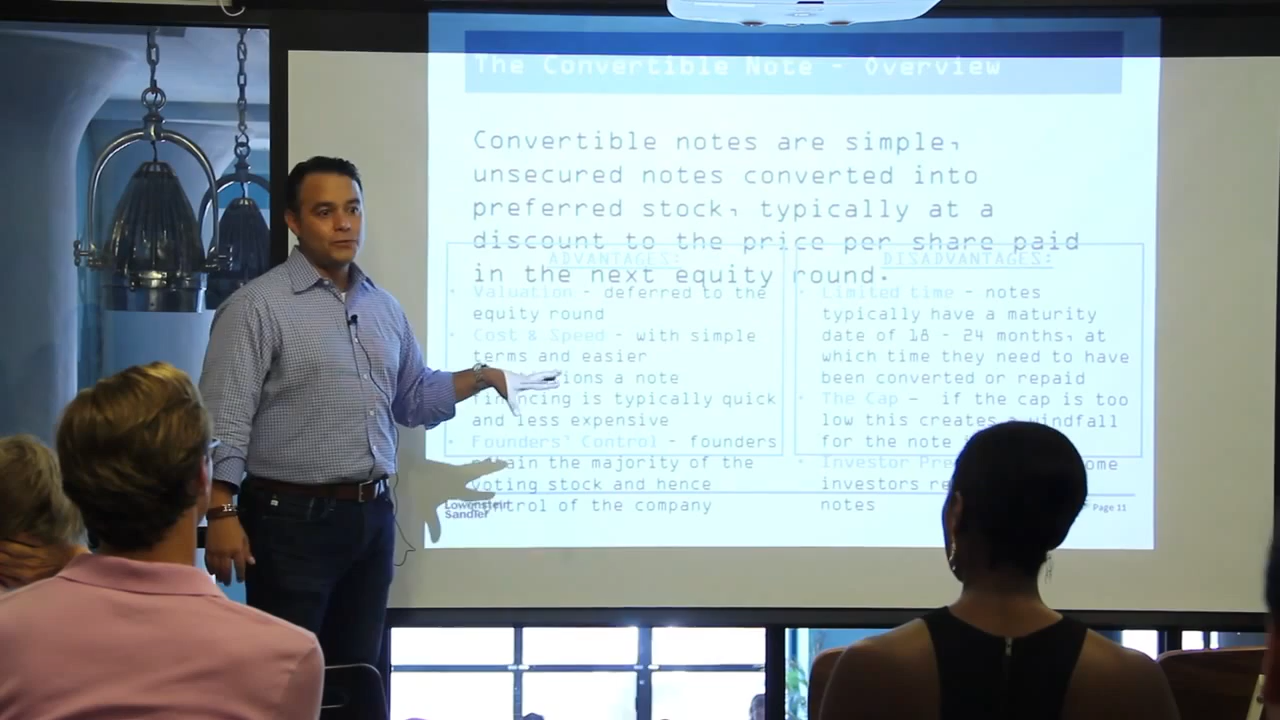 The Convertible Note - Overview
Convertible notes are simple,
unsecured notes converted into
preferred stock, typically at a
discount to the price per share paid
in the next equity round.
ADVANTAGES:
• Valuation - deferred to the
equity round
• Cost & Speed - with simple
terms and easier
ions a note
financing is typically quick
and less expensive
• Founders' Control - founders
retain the majority of the
voting stock and hence
control of the company
DISADVANTAGES:
• Limited time - notes
typically have a maturity
date of 18 - 24 months, at
which time they need to have
been converted or repaid
• The Cap - if the cap is too
low this creates a windfall
for the note
• Investor
investors
notes
Lowenstein
Sandler
Page 11